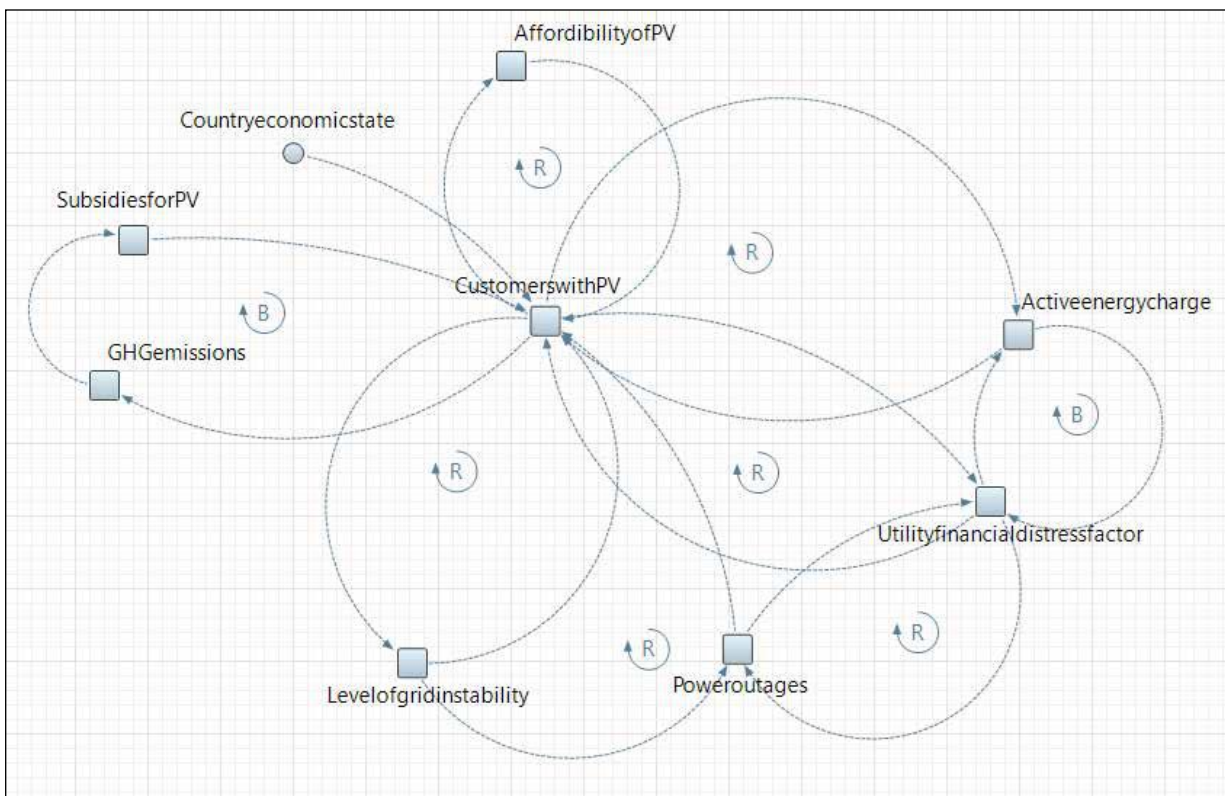 AffordibilityofPV
Countryeconomicstate
R
SubsidiesforPV
R
CustomerswithPV
Activeenergycharge
B
GHGemissions
B
R
R
Utilityfinancialdistressfactor
R
R
Poweroutages
Levelofgridinstability